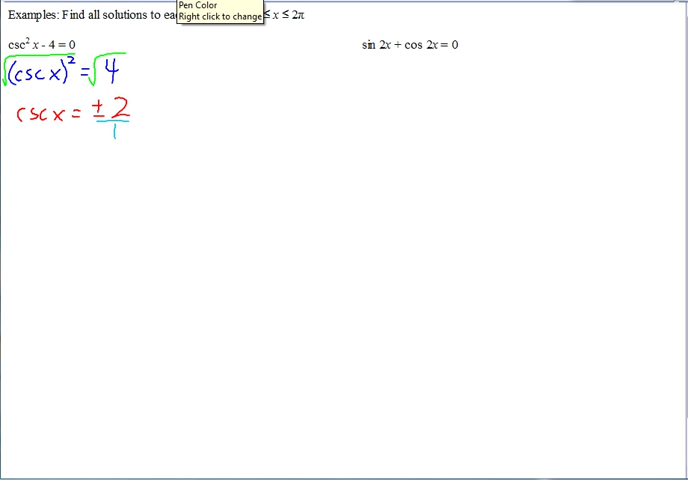 Pen Color
Right click to change
Examples: Find all solutions to ≤ x ≤ 2π
csc² x - 4 = 0
sin 2x + cos 2x = 0
√(csc x)² = √4
csc x = ± 2
1